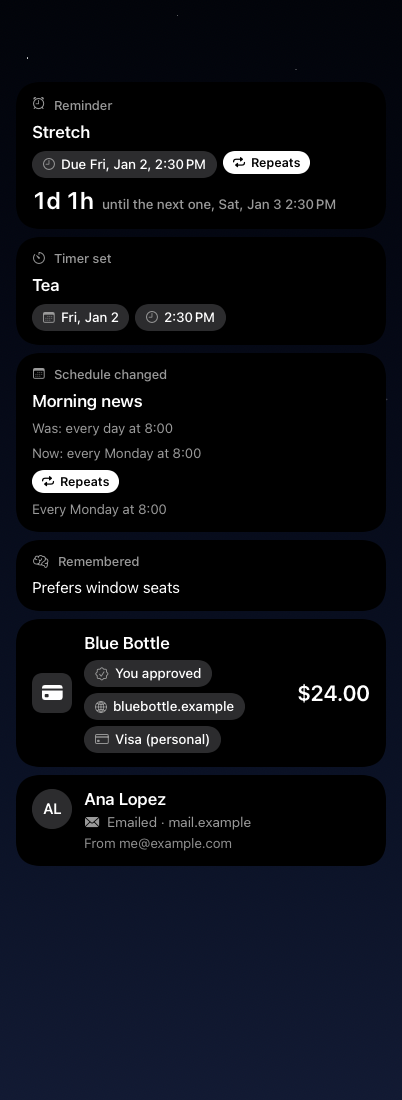 Reminder
Stretch
Due Fri, Jan 2, 2:30 PM
Repeats
1d 1h until the next one, Sat, Jan 3 2:30 PM
Timer set
Tea
Fri, Jan 2
2:30 PM
Schedule changed
Morning news
Was: every day at 8:00
Now: every Monday at 8:00
Repeats
Every Monday at 8:00
Remembered
Prefers window seats
Blue Bottle
You approved
bluebottle.example
Visa (personal)
$24.00
AL
Ana Lopez
Emailed · mail.example
From me@example.com